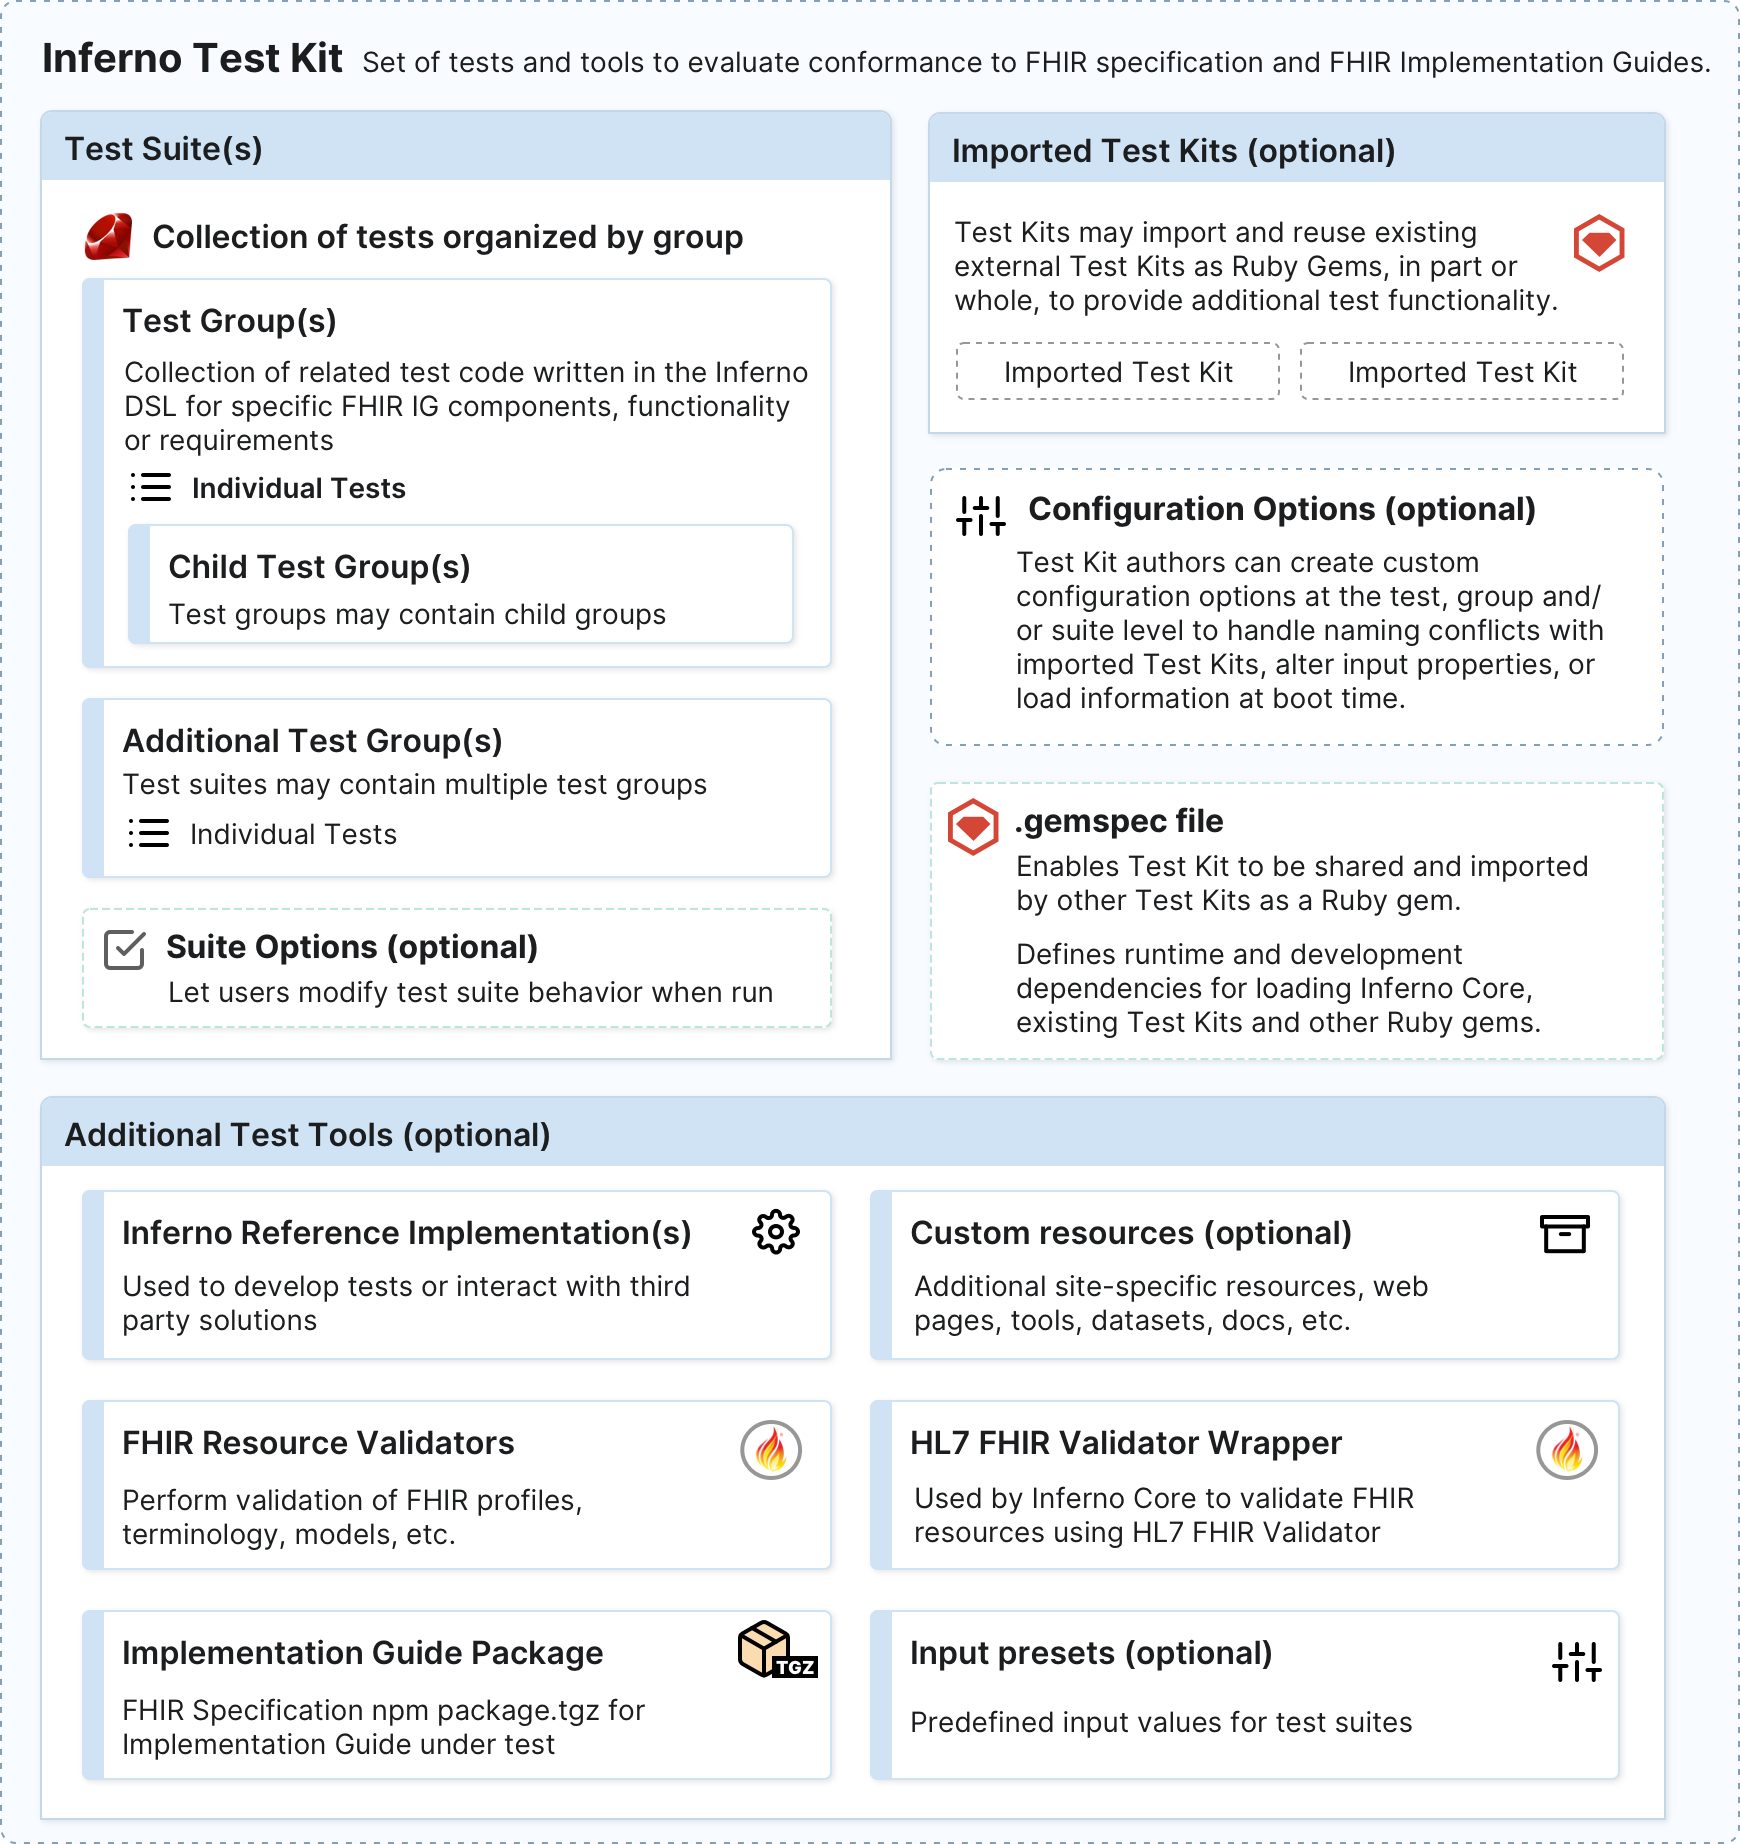 Inferno Test Kit Set of tests and tools to evaluate conformance to FHIR specification and FHIR Implementation Guides.
Test Suite(s)
Collection of tests organized by group
Test Group(s)
Collection of related test code written in the Inferno
DSL for specific FHIR IG components, functionality
or requirements
Individual Tests
Child Test Group(s)
Test groups may contain child groups
Additional Test Group(s)
Test suites may contain multiple test groups
Individual Tests
Suite Options (optional)
Let users modify test suite behavior when run
Imported Test Kits (optional)
Test Kits may import and reuse existing
external Test Kits as Ruby Gems, in part or
whole, to provide additional test functionality.
Imported Test Kit
Imported Test Kit
Configuration Options (optional)
Test Kit authors can create custom
configuration options at the test, group and/
or suite level to handle naming conflicts with
imported Test Kits, alter input properties, or
load information at boot time.
.gemspec file
Enables Test Kit to be shared and imported
by other Test Kits as a Ruby gem.
Defines runtime and development
dependencies for loading Inferno Core,
existing Test Kits and other Ruby gems.
Additional Test Tools (optional)
Inferno Reference Implementation(s)
Used to develop tests or interact with third
party solutions
Custom resources (optional)
Additional site-specific resources, web
pages, tools, datasets, docs, etc.
FHIR Resource Validators
Perform validation of FHIR profiles,
terminology, models, etc.
HL7 FHIR Validator Wrapper
Used by Inferno Core to validate FHIR
resources using HL7 FHIR Validator
Implementation Guide Package
TGZ
FHIR Specification npm package.tgz for
Implementation Guide under test
Input presets (optional)
Predefined input values for test suites